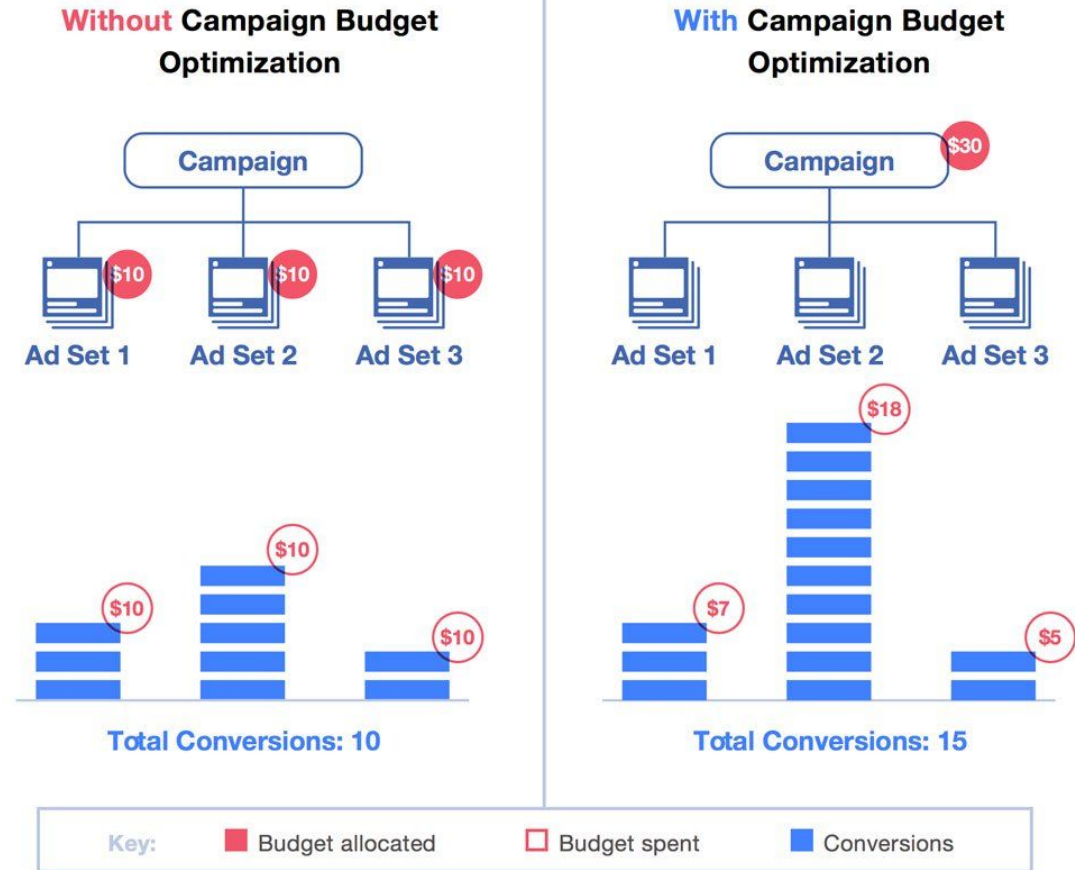 Without Campaign Budget
Optimization
Campaign
$10
$10
$10
Ad Set 1
Ad Set 2
Ad Set 3
$10
$10
$10
Total Conversions: 10
With Campaign Budget
Optimization
Campaign
$30
Ad Set 1
Ad Set 2
Ad Set 3
$7
$18
$5
Total Conversions: 15
Key:
Budget allocated
Budget spent
Conversions